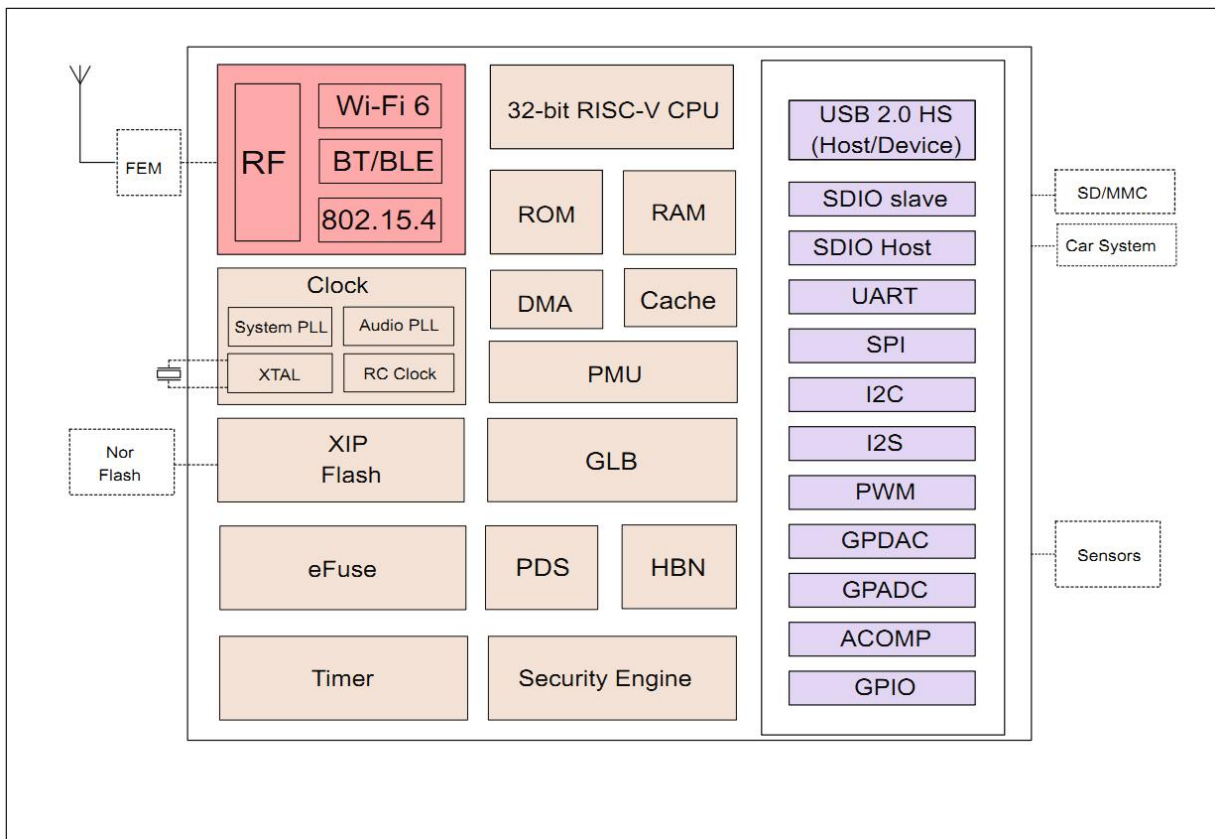 FEM
RF
Wi-Fi 6
BT/BLE
802.15.4
Clock
System PLL
Audio PLL
XTAL
RC Clock
Nor
Flash
XIP
Flash
eFuse
Timer
32-bit RISC-V CPU
ROM
RAM
DMA
Cache
PMU
GLB
PDS
HBN
Security Engine
USB 2.0 HS
(Host/Device)
SDIO slave
SDIO Host
UART
SPI
I2C
I2S
PWM
GPDAC
GPADC
ACOMP
GPIO
SD/MMC
Car System
Sensors